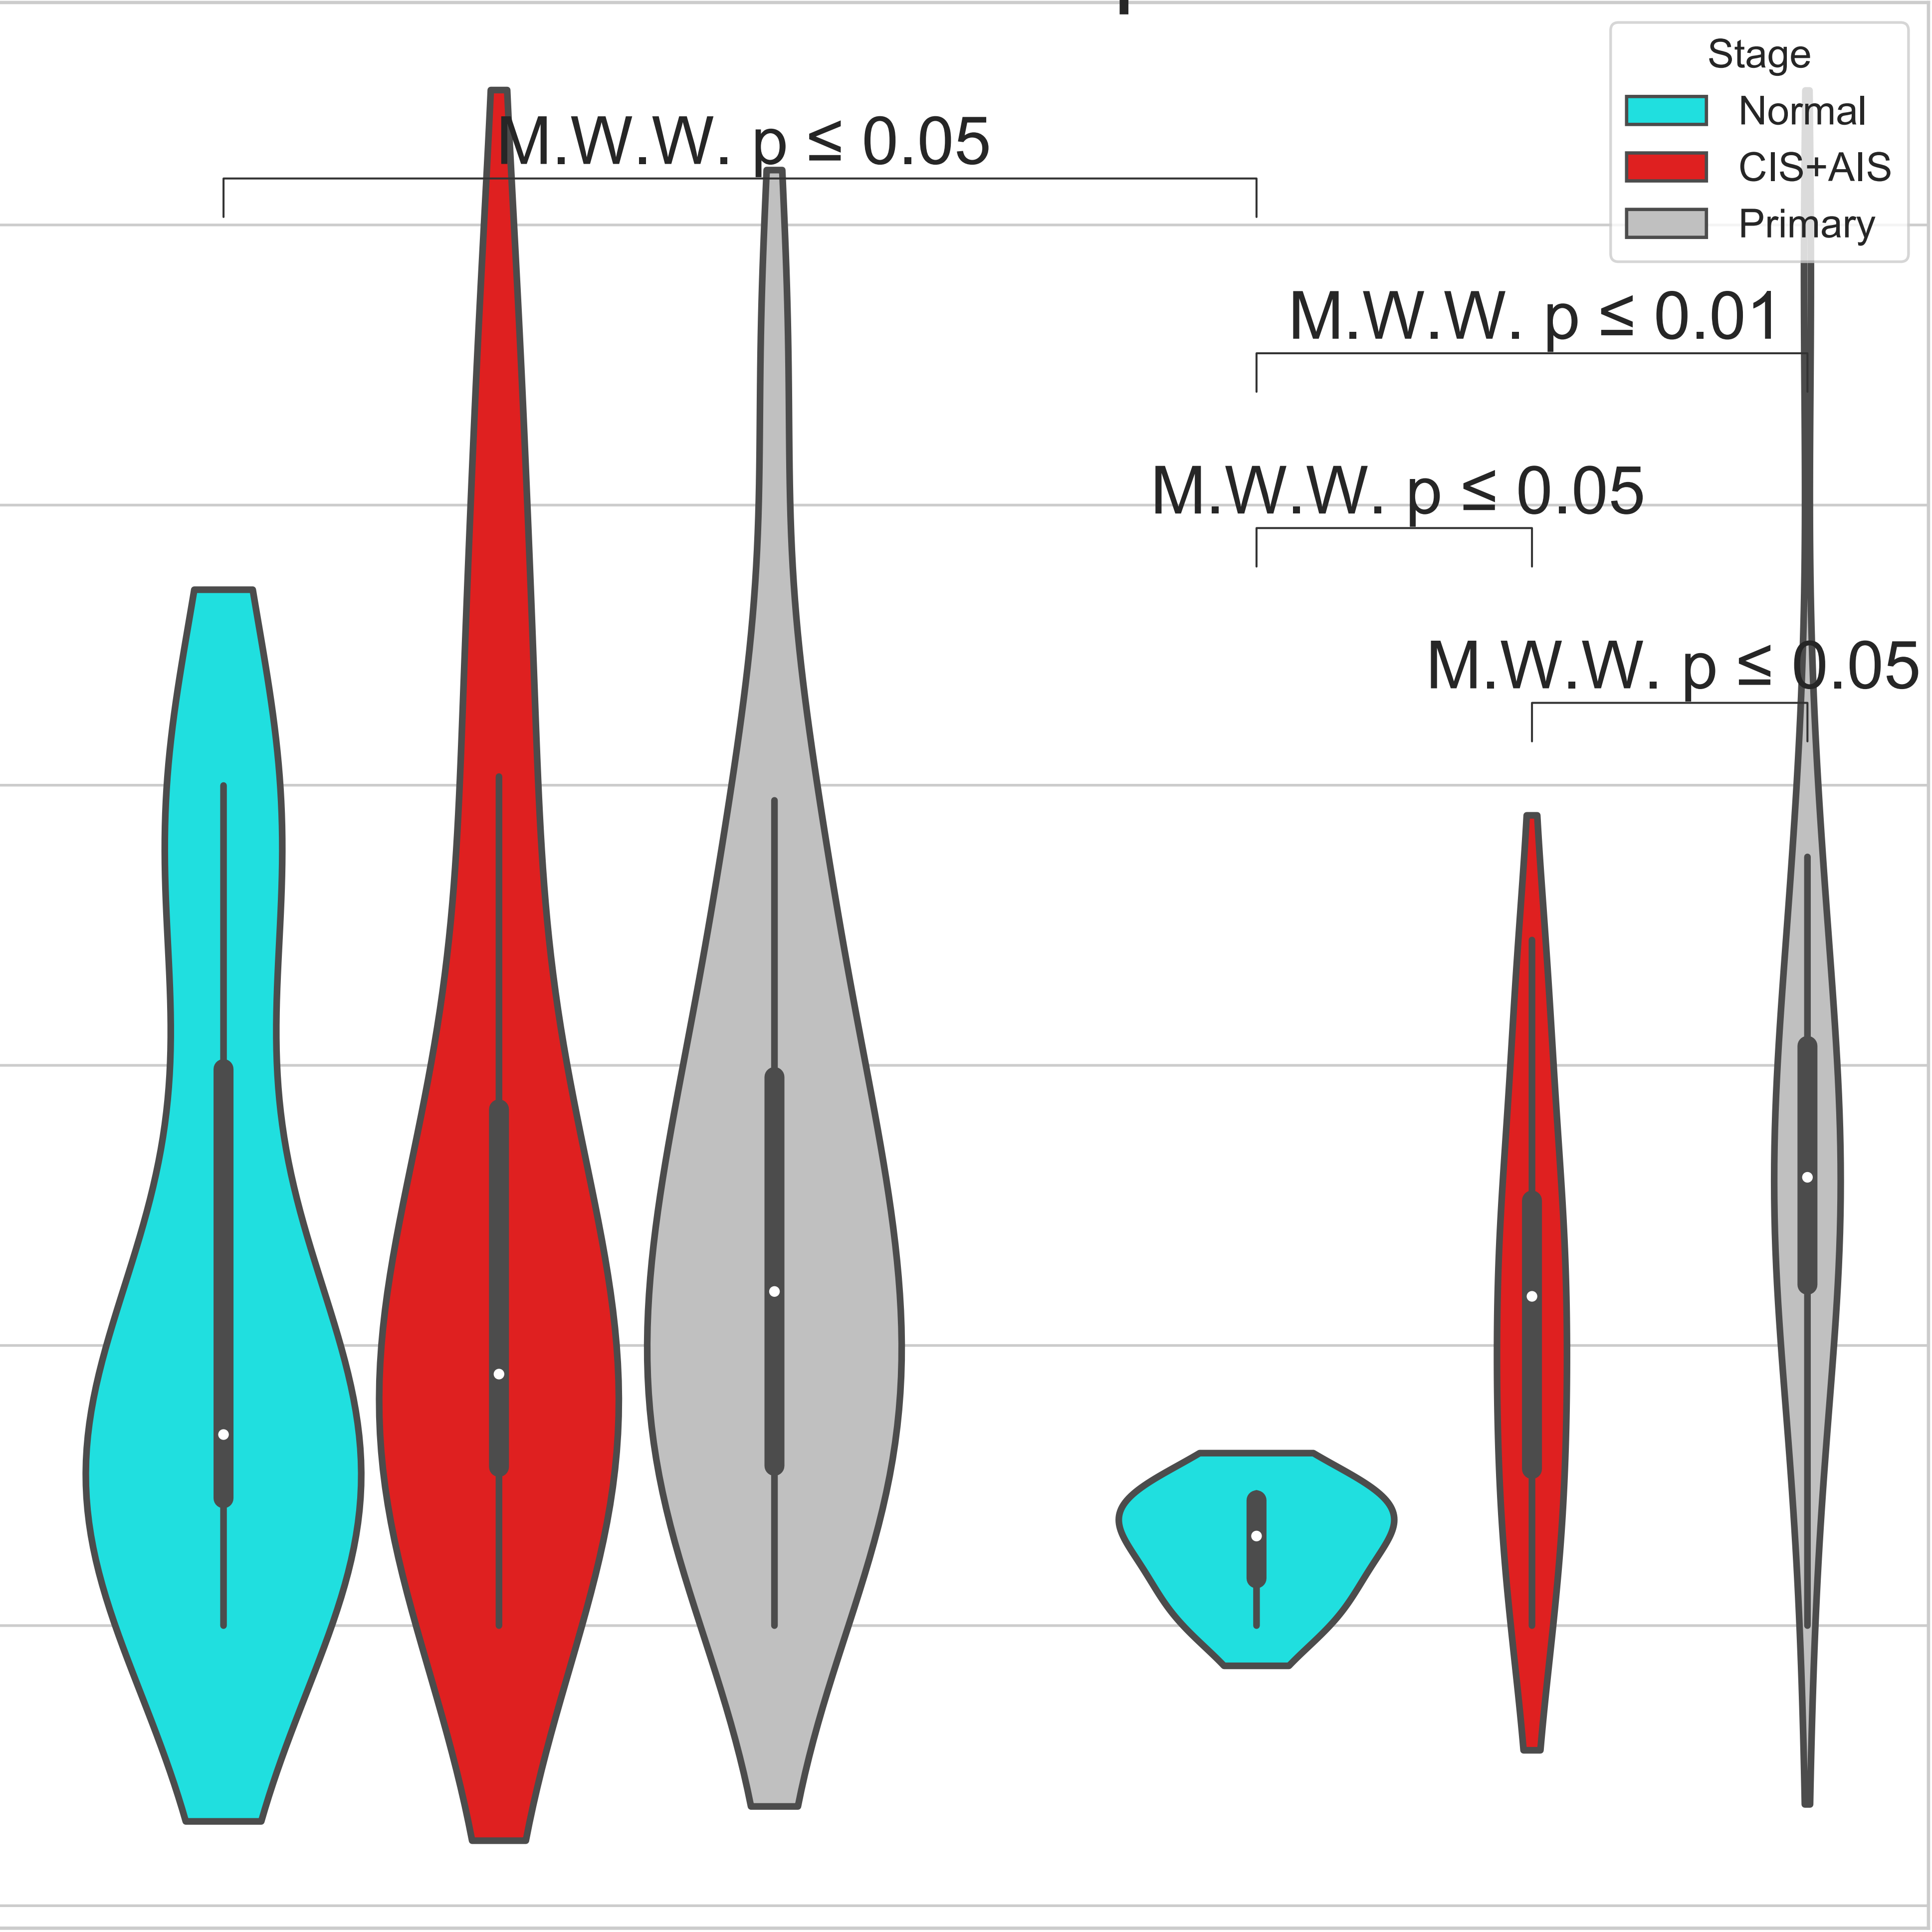 Stage
Normal
CIS+AIS
Primary
M.W.W. p ≤ 0.05
M.W.W. p ≤ 0.01
M.W.W. p ≤ 0.05
M.W.W. p ≤ 0.05